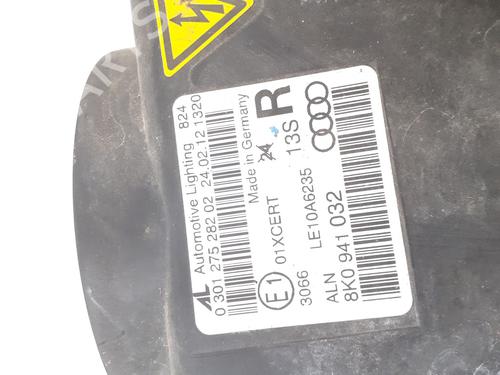 AL Automotive Lighting 824
0 301 275 282 02 24.02.12 1320
Made in Germany
R
E1 01XCERT 24 13S
3066 LE10A6235
ALN
8K0 941 032